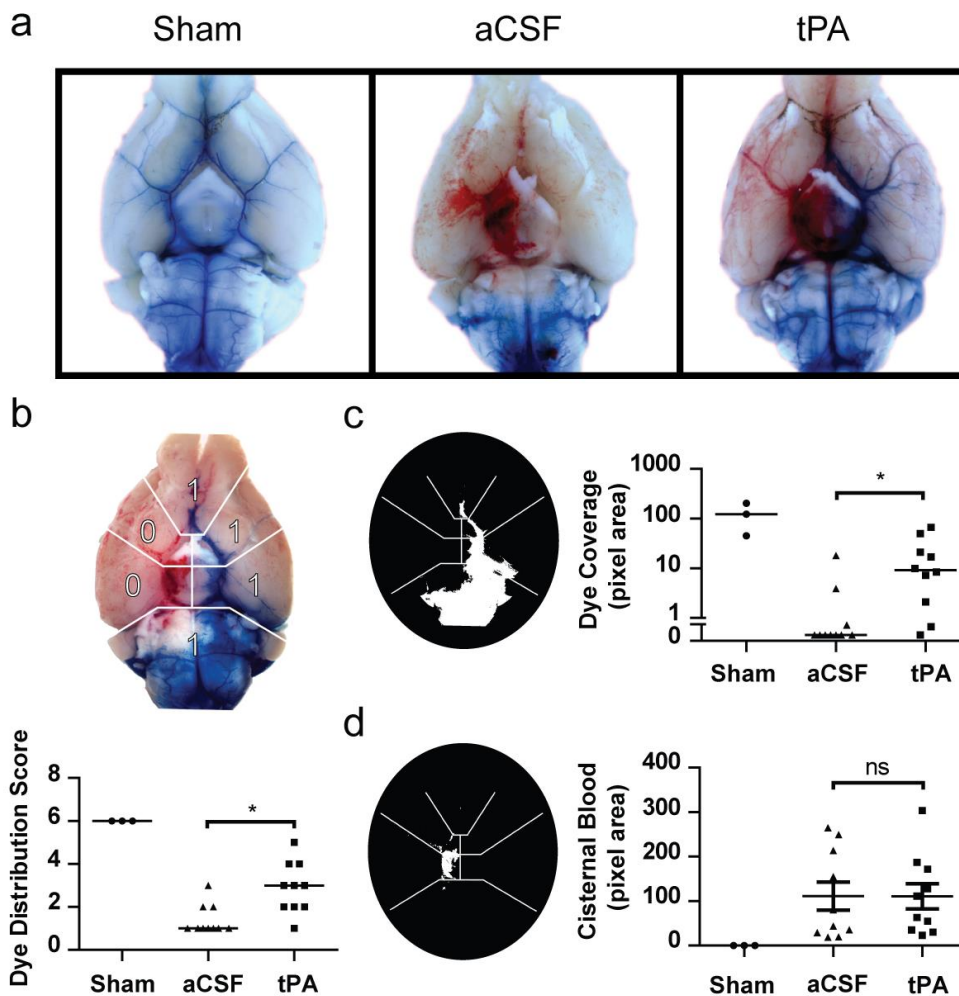 a
Sham aCSF tPA
b
1
0 1
0 1
1
Dye Distribution Score
8
6
4
2
0
*
Sham aCSF tPA
c
Dye Coverage
(pixel area)
1000
100
10
1
0
*
Sham aCSF tPA
d
Cisternal Blood
(pixel area)
400
300
200
100
0
ns
Sham aCSF tPA